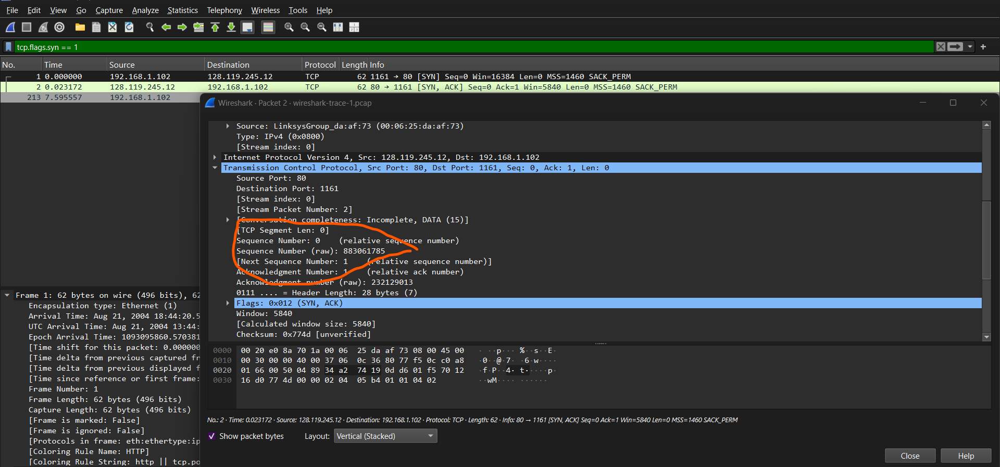 File Edit View Go Capture Analyze Statistics Telephony Wireless Tools Help
tcp.flags.syn == 1
No. Time Source Destination Protocol Length Info
1 0.000000 192.168.1.102 128.119.245.12 TCP 62 1161 → 80 [SYN] Seq=0 Win=16384 Len=0 MSS=1460 SACK_PERM
2 0.023172 128.119.245.12 192.168.1.102 TCP 62 80 → 1161 [SYN, ACK] Seq=0 Ack=1 Win=5840 Len=0 MSS=1460 SACK_PERM
213 7.595557 192.168.1.102
Wireshark · Packet 2 · wireshark-trace-1.pcap
Source: LinksysGroup_da:af:73 (00:06:25:da:af:73)
Type: IPv4 (0x0800)
[Stream index: 0]
Internet Protocol Version 4, Src: 128.119.245.12, Dst: 192.168.1.102
Transmission Control Protocol, Src Port: 80, Dst Port: 1161, Seq: 0, Ack: 1, Len: 0
Source Port: 80
Destination Port: 1161
[Stream index: 0]
[Stream Packet Number: 2]
[Conversation completeness: Incomplete, DATA (15)]
[TCP Segment Len: 0]
Sequence Number: 0 (relative sequence number)
Sequence Number (raw): 883061785
[Next Sequence Number: 1 (relative sequence number)]
Acknowledgment Number: 1 (relative ack number)
Acknowledgment number (raw): 232129013
0111 .... = Header Length: 28 bytes (7)
Flags: 0x012 (SYN, ACK)
Window: 5840
[Calculated window size: 5840]
Checksum: 0x774d [unverified]
0000 00 20 e0 8a 70 1a 00 06 25 da af 73 08 00 45 00 · ··p··· %··s··E·
0010 00 30 00 00 40 00 37 06 0c 36 80 77 f5 0c c0 a8 ·0··@·7· ·6·w····
0020 01 66 00 50 04 89 34 a2 74 19 0d d6 01 f5 70 12 ·f·P··4· t·····p·
0030 16 d0 77 4d 00 00 02 04 05 b4 01 01 04 02 ··wM···· ······
No.: 2 · Time: 0.023172 · Source: 128.119.245.12 · Destination: 192.168.1.102 · Protocol: TCP · Length: 62 · Info: 80 → 1161 [SYN, ACK] Seq=0 Ack=1 Win=5840 Len=0 MSS=1460 SACK_PERM
Show packet bytes Layout: Vertical (Stacked)
Close Help
Frame 1: 62 bytes on wire (496 bits), 62
Encapsulation type: Ethernet (1)
Arrival Time: Aug 21, 2004 18:44:20.5
UTC Arrival Time: Aug 21, 2004 13:44:
Epoch Arrival Time: 1093095860.570381
[Time shift for this packet: 0.000000
[Time delta from previous captured fr
[Time delta from previous displayed f
[Time since reference or first frame:
Frame Number: 1
Frame Length: 62 bytes (496 bits)
Capture Length: 62 bytes (496 bits)
[Frame is marked: False]
[Frame is ignored: False]
[Protocols in frame: eth:ethertype:ip
[Coloring Rule Name: HTTP]
[Coloring Rule String: http || tcp.po